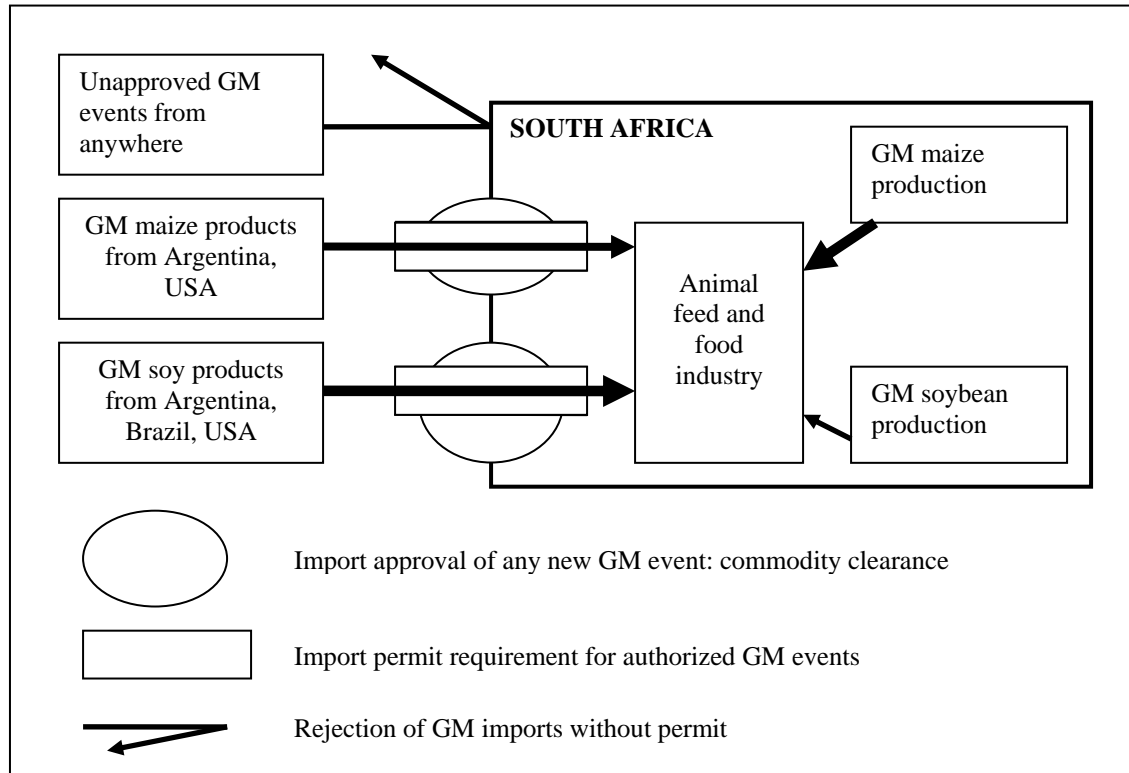 Unapproved GM
events from
anywhere
SOUTH AFRICA
GM maize
production
GM maize products
from Argentina,
USA
Animal
feed and
food
industry
GM soy products
from Argentina,
Brazil, USA
GM soybean
production
Import approval of any new GM event: commodity clearance
Import permit requirement for authorized GM events
Rejection of GM imports without permit